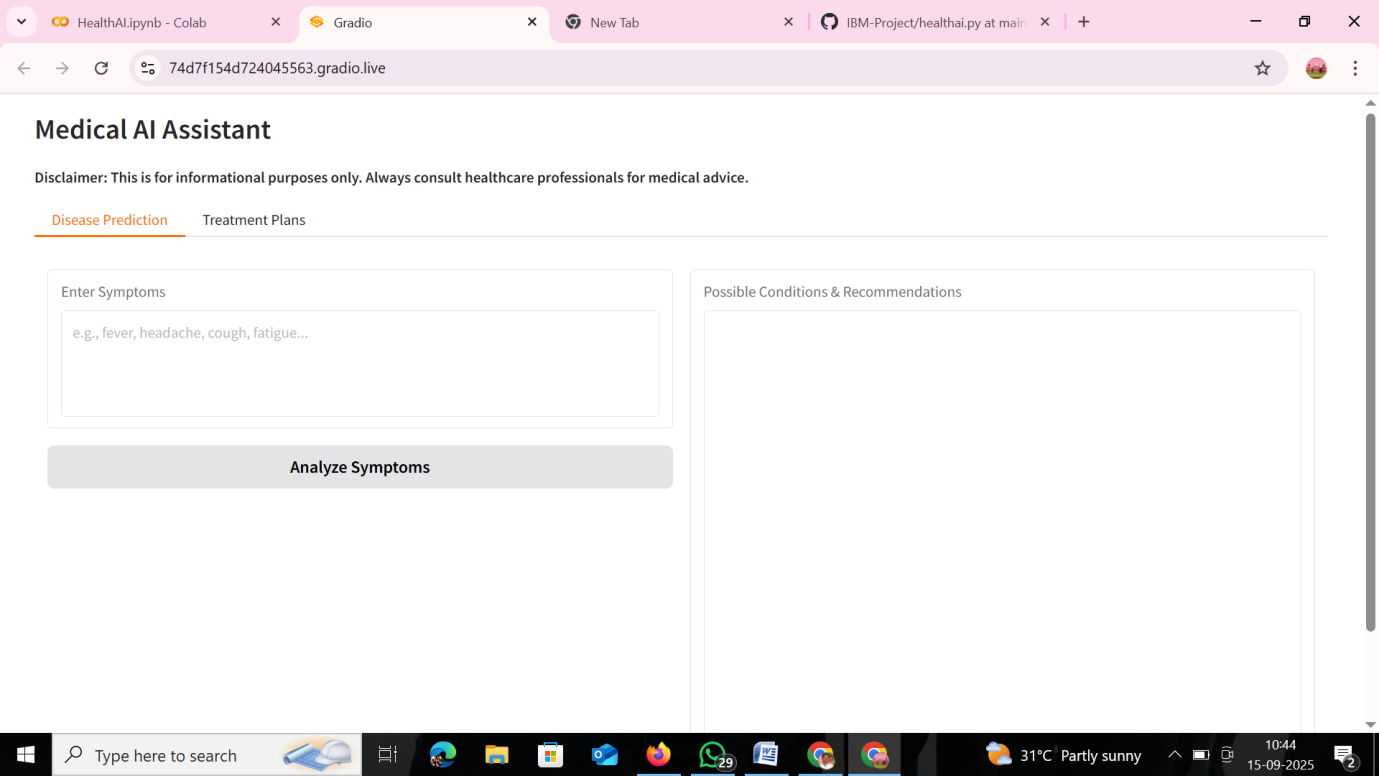 HealthAI.ipynb - Colab
Gradio
New Tab
IBM-Project/healthai.py at main
74d7f154d724045563.gradio.live
Medical AI Assistant
Disclaimer: This is for informational purposes only. Always consult healthcare professionals for medical advice.
Disease Prediction
Treatment Plans
Enter Symptoms
e.g., fever, headache, cough, fatigue...
Analyze Symptoms
Possible Conditions & Recommendations
Type here to search
29
31°C Partly sunny
10:44
15-09-2025
2